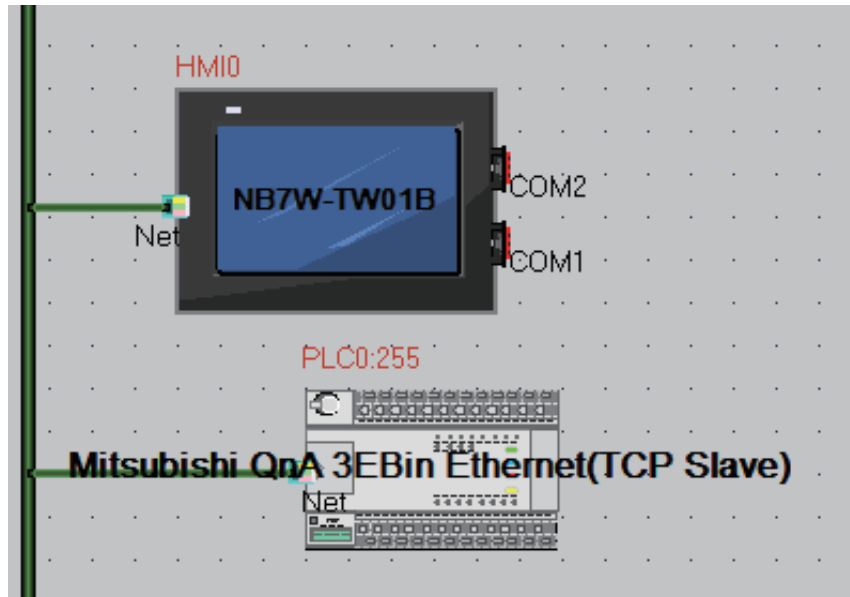 HMI0
NB7W-TW01B
COM2
Net
COM1
PLC0:255
Mitsubishi QnA 3EBin Ethernet(TCP Slave)
Net